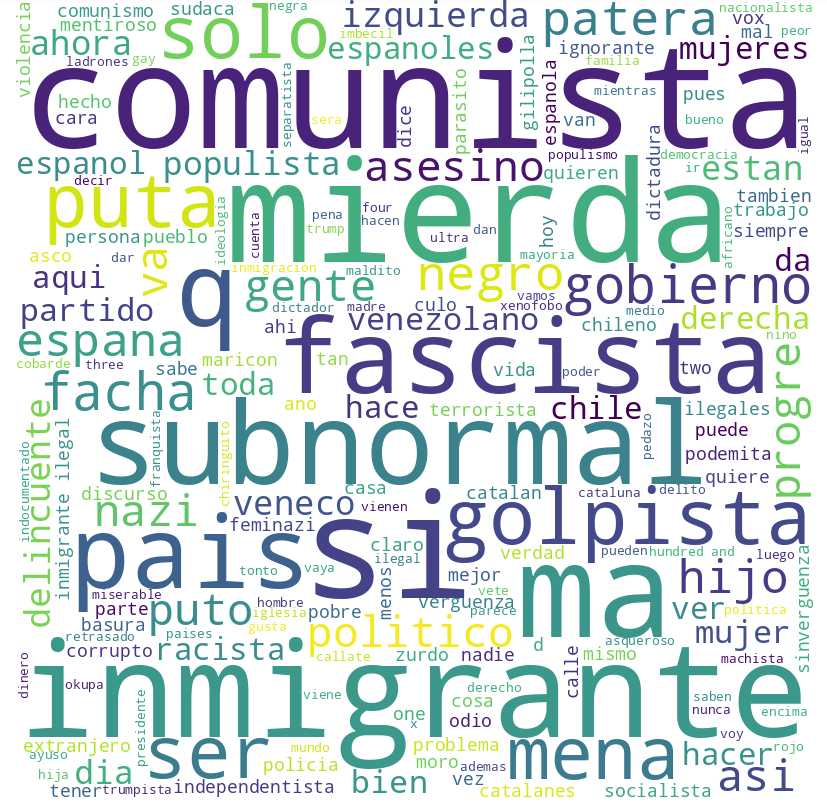 comunismo sudaca negra izquierda patera nacionalista
violencia mentiroso solo imbecil vox
ahora espanoles ignorante mal peor mujeres
ladrones gay familia
comunista
hecho separatista parasito gilipolla espanola mientras pues
cara sera dice van bueno igual
espanol populista asesino populismo quieren dictadura democracia ir estan
decir
puta mierda tambien
ideologia pena four hacen trabajo
persona pueblo cuenta trump ultra hoy dan africano siempre
asco dar va q inmigracion maldito negro mayoria da
aqui gente dictador madre culo xenofobo vamos gobierno
partido ahi venezolano chileno medio derecha
espana fascista nino
cobarde three sabe maricon tan vida poder two
facha toda ano hace terrorista chile ilegales progre
delincuente franquista subnormal pedazo puede
indocumentado inmigrante ilegal podemita
chiringuito quiere
discurso casa catalan cataluna delito
nazi veneco vienen si golpista
feminazi claro verdad pueden hundred and luego
pais tonto vaya ilegal mejor ma hijo
miserable hombre menos vete sinverguenza
parte puto iglesia pobre verguenza parece ver politica
basura gusta politico asqueroso mujer
retrasado paises d
corrupto racista callate zurdo nadie calle mismo machista
dinero inmigrante
okupa viene derecho saben
presidente one cosa nunca encima
x odio voy
extranjero ser mundo problema mena hacer rojo
ayuso policia moro ademas
hija dia bien vez asi
tener trumpista independentista catalanes socialista